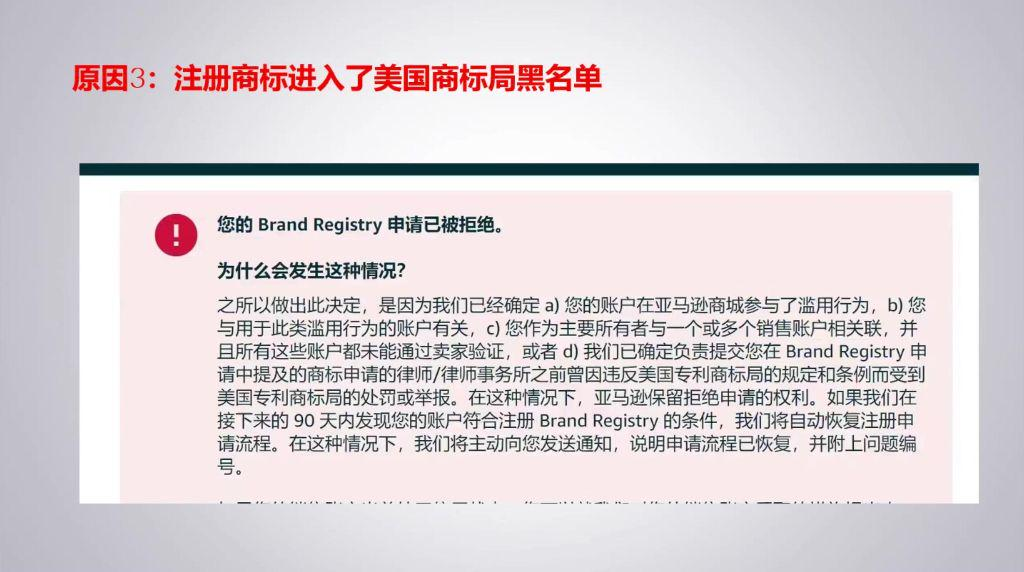 原因3：注册商标进入了美国商标局黑名单
您的 Brand Registry 申请已被拒绝。
为什么会发生这种情况？
之所以做出此决定，是因为我们已经确定 a) 您的账户在亚马逊商城参与了滥用行为，b) 您
与用于此类滥用行为的账户有关，c) 您作为主要所有者与一个或多个销售账户相关联，并
且所有这些账户都未能通过卖家验证，或者 d) 我们已确定负责提交您在 Brand Registry 申
请中提及的商标申请的律师/律师事务所之前曾因违反美国专利商标局的规定和条例而受到
美国专利商标局的处罚或举报。在这种情况下，亚马逊保留拒绝申请的权利。如果我们在
接下来的 90 天内发现您的账户符合注册 Brand Registry 的条件，我们将自动恢复注册申
请流程。在这种情况下，我们将主动向您发送通知，说明申请流程已恢复，并附上问题编
号。